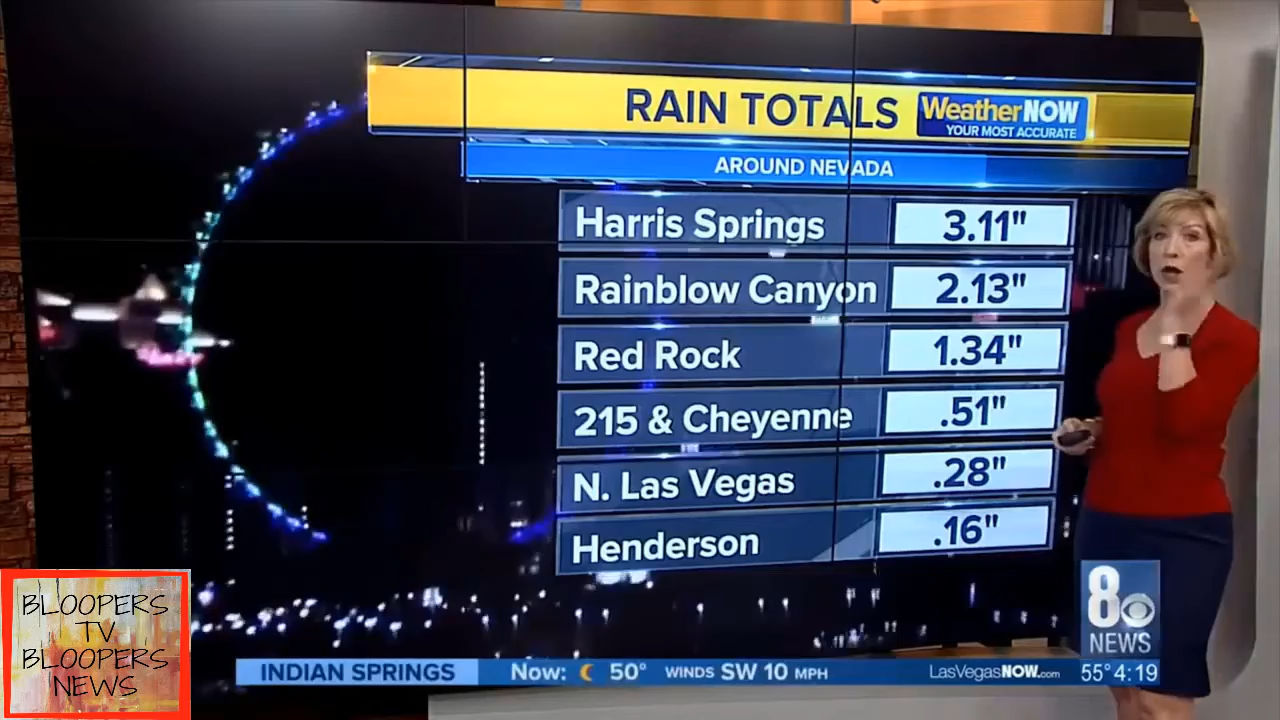 RAIN TOTALS
WeatherNOW
YOUR MOST ACCURATE
AROUND NEVADA
Harris Springs 3.11"
Rainblow Canyon 2.13"
Red Rock 1.34"
215 & Cheyenne .51"
N. Las Vegas .28"
Henderson .16"
8
NEWS
BLOOPERS
TV
BLOOPERS
NEWS
INDIAN SPRINGS Now: 50° WINDS SW 10 MPH LasVegasNOW.com 55° 4:19